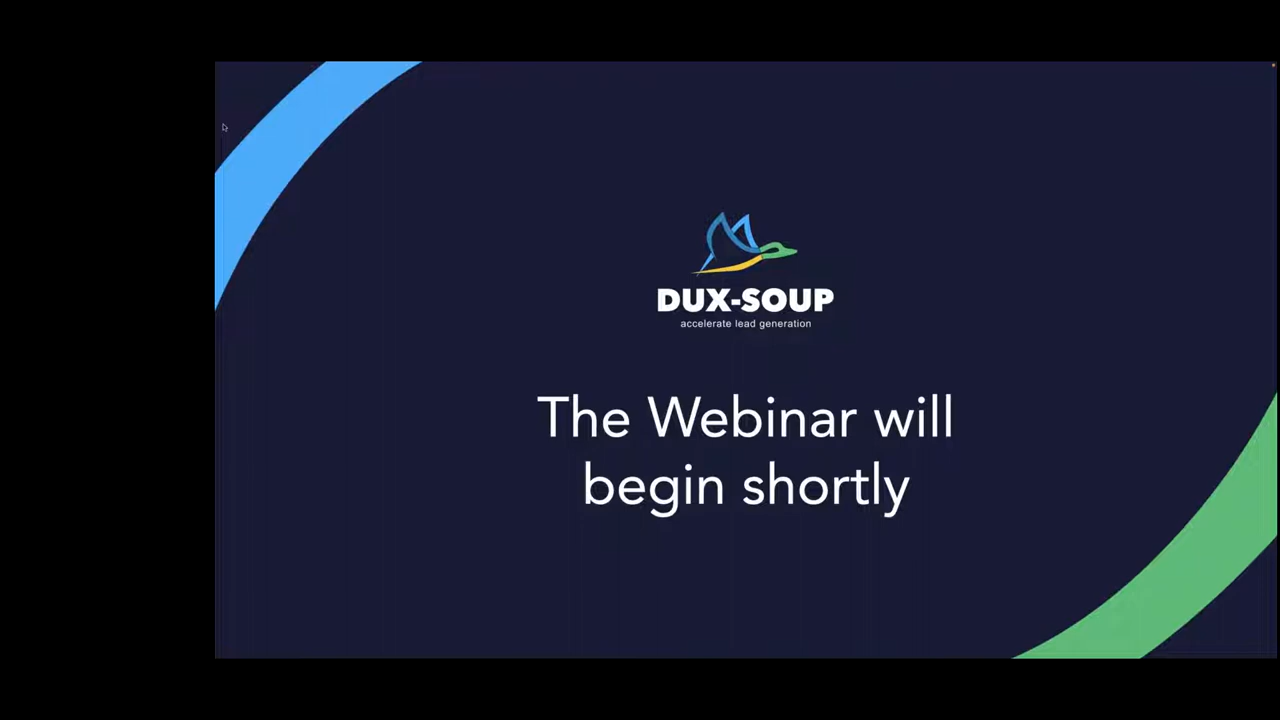 DUX-SOUP
accelerate lead generation
The Webinar will
begin shortly